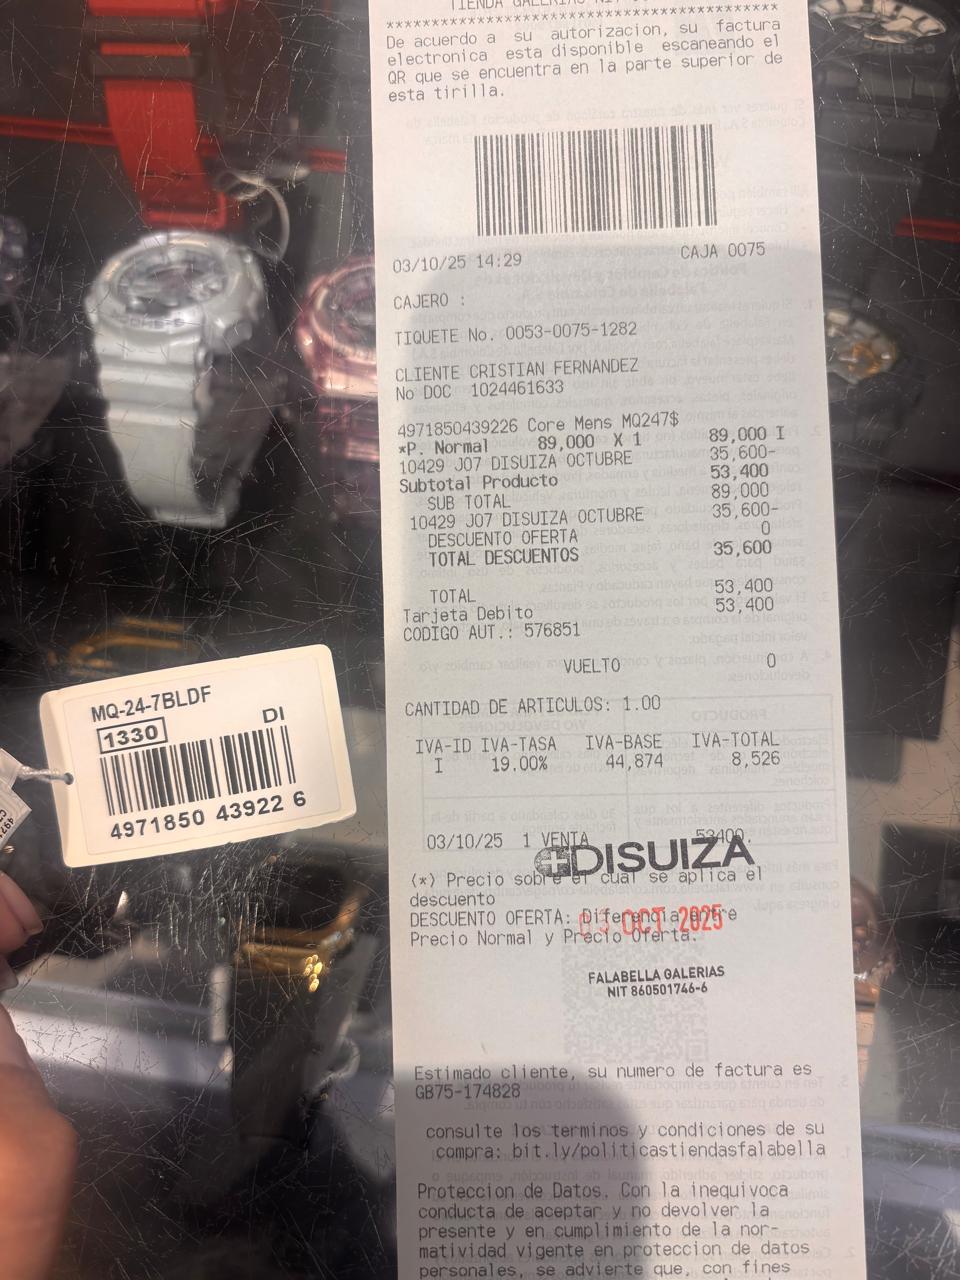 TIENDA GALERIAS NIT
*******************************************
De acuerdo a su autorizacion, su factura
electronica esta disponible escaneando el
QR que se encuentra en la parte superior de
esta tirilla.
03/10/25 14:29 CAJA 0075
CAJERO :
TIQUETE No. 0053-0075-1282
CLIENTE CRISTIAN FERNANDEZ
No DOC 1024461633
4971850439226 Core Mens MQ247$
*P. Normal 89,000 X 1 89,000 I
10429 J07 DISUIZA OCTUBRE 35,600-
Subtotal Producto 53,400
SUB TOTAL 89,000
10429 J07 DISUIZA OCTUBRE 35,600-
DESCUENTO OFERTA 0
TOTAL DESCUENTOS 35,600
TOTAL 53,400
Tarjeta Debito 53,400
CODIGO AUT.: 576851
VUELTO 0
CANTIDAD DE ARTICULOS: 1.00
IVA-ID IVA-TASA IVA-BASE IVA-TOTAL
I 19.00% 44,874 8,526
03/10/25 1 VENTA 53400.
DISUIZA
(*) Precio sobre el cual se aplica el
descuento
DESCUENTO OFERTA: Diferencia entre
03 OCT 2025
Precio Normal y Precio Oferta.
FALABELLA GALERIAS
NIT 860501746-6
Estimado cliente, su numero de factura es
GB75-174828
consulte los terminos y condiciones de su
compra: bit.ly/politicastiendasfalabella
Proteccion de Datos. Con la inequivoca
conducta de aceptar y no devolver la
presente y en cumplimiento de la nor-
matividad vigente en proteccion de datos
personales, se advierte que, con fines
MQ-24-7BLDF
1330 DI
4971850 43922 6